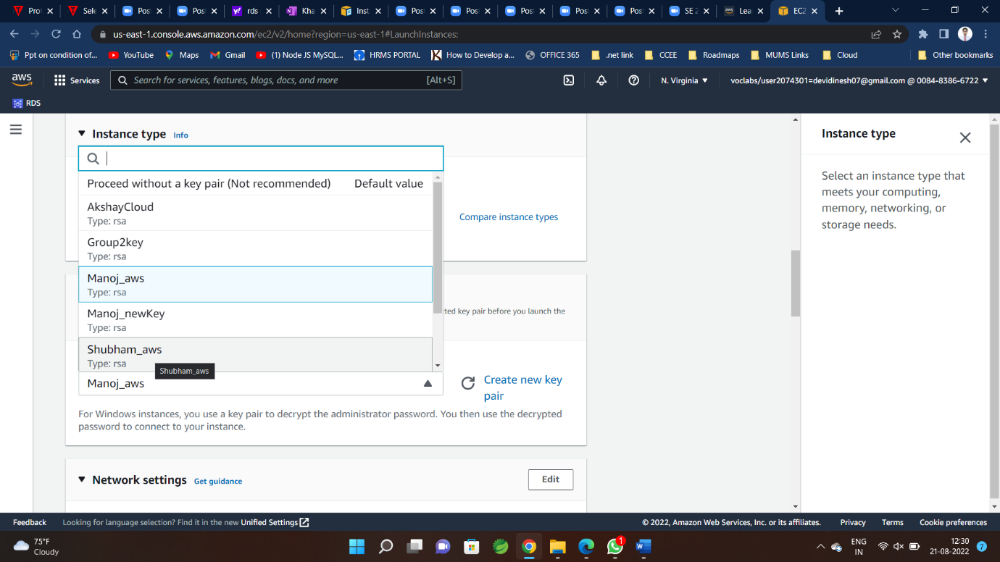 Prot
Sele
Post
Post
rds
Kha
Inst
Post
Post
Post
Post
Post
SE 2
Lea
EC2
us-east-1.console.aws.amazon.com/ec2/v2/home?region=us-east-1#LaunchInstances:
Ppt on condition of...
YouTube
Maps
Gmail
(1) Node JS MySQL...
HRMS PORTAL
How to Develop a...
OFFICE 365
.net link
CCEE
Roadmaps
MUMS Links
Cloud
Other bookmarks
aws
Services
Search for services, features, blogs, docs, and more
[Alt+S]
N. Virginia
voclabs/user2074301=devidinesh07@gmail.com @ 0084-8386-6722
RDS
Instance type Info
Proceed without a key pair (Not recommended) Default value
AkshayCloud
Type: rsa
Group2key
Type: rsa
Manoj_aws
Type: rsa
Manoj_newKey
Type: rsa
Shubham_aws
Type: rsa
Shubham_aws
Manoj_aws
Compare instance types
ted key pair before you launch the
Create new key
pair
For Windows instances, you use a key pair to decrypt the administrator password. You then use the decrypted
password to connect to your instance.
Network settings Get guidance
Edit
Instance type
Select an instance type that
meets your computing,
memory, networking, or
storage needs.
Feedback
Looking for language selection? Find it in the new Unified Settings
© 2022, Amazon Web Services, Inc. or its affiliates.
Privacy
Terms
Cookie preferences
75°F
Cloudy
1
ENG
IN
12:30
21-08-2022
7